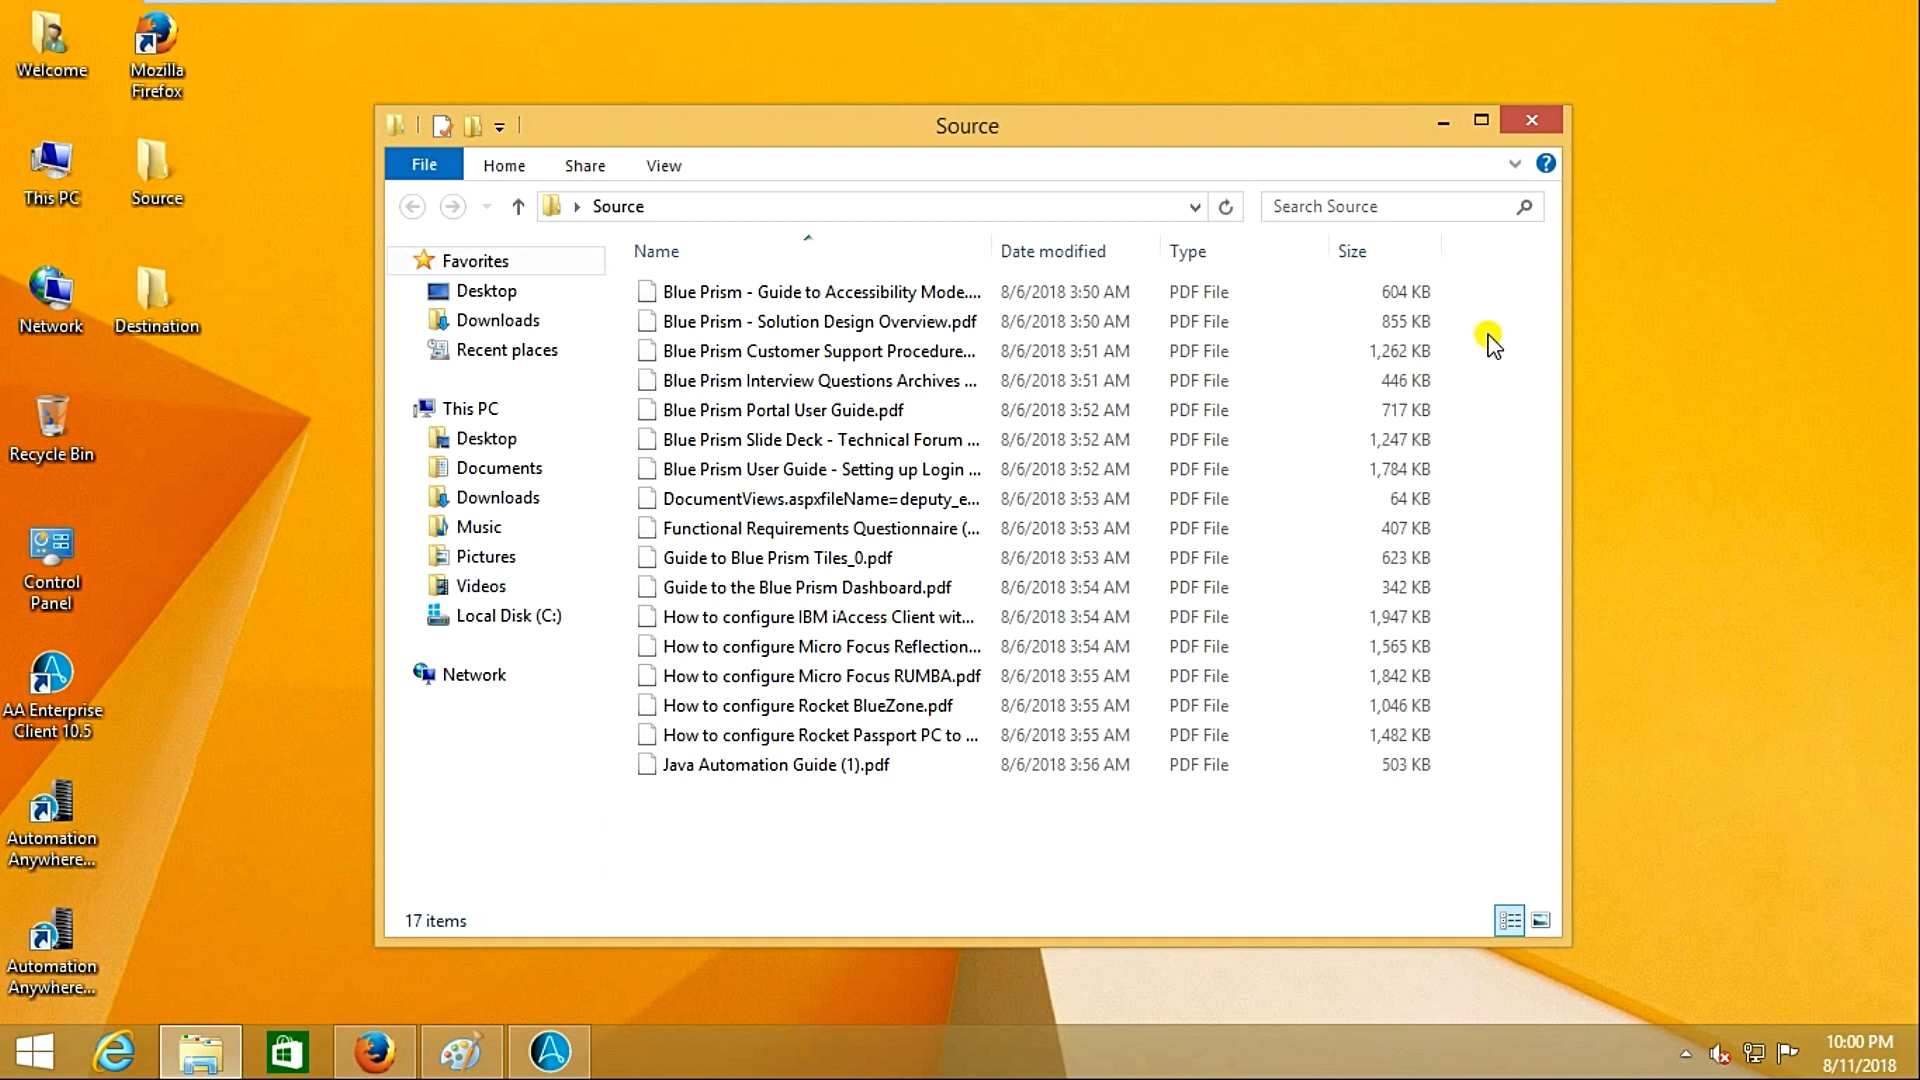 Welcome
Mozilla
Firefox
This PC
Source
Network
Destination
Recycle Bin
Control
Panel
AA Enterprise
Client 10.5
Automation
Anywhere...
Automation
Anywhere...
Source
File Home Share View
Source
Search Source
Favorites
Desktop
Downloads
Recent places
This PC
Desktop
Documents
Downloads
Music
Pictures
Videos
Local Disk (C:)
Network
Name Date modified Type Size
Blue Prism - Guide to Accessibility Mode.... 8/6/2018 3:50 AM PDF File 604 KB
Blue Prism - Solution Design Overview.pdf 8/6/2018 3:50 AM PDF File 855 KB
Blue Prism Customer Support Procedure... 8/6/2018 3:51 AM PDF File 1,262 KB
Blue Prism Interview Questions Archives ... 8/6/2018 3:51 AM PDF File 446 KB
Blue Prism Portal User Guide.pdf 8/6/2018 3:52 AM PDF File 717 KB
Blue Prism Slide Deck - Technical Forum ... 8/6/2018 3:52 AM PDF File 1,247 KB
Blue Prism User Guide - Setting up Login ... 8/6/2018 3:52 AM PDF File 1,784 KB
DocumentViews.aspxfileName=deputy_e... 8/6/2018 3:53 AM PDF File 64 KB
Functional Requirements Questionnaire (... 8/6/2018 3:53 AM PDF File 407 KB
Guide to Blue Prism Tiles_0.pdf 8/6/2018 3:53 AM PDF File 623 KB
Guide to the Blue Prism Dashboard.pdf 8/6/2018 3:54 AM PDF File 342 KB
How to configure IBM iAccess Client wit... 8/6/2018 3:54 AM PDF File 1,947 KB
How to configure Micro Focus Reflection... 8/6/2018 3:54 AM PDF File 1,565 KB
How to configure Micro Focus RUMBA.pdf 8/6/2018 3:55 AM PDF File 1,842 KB
How to configure Rocket BlueZone.pdf 8/6/2018 3:55 AM PDF File 1,046 KB
How to configure Rocket Passport PC to ... 8/6/2018 3:55 AM PDF File 1,482 KB
Java Automation Guide (1).pdf 8/6/2018 3:56 AM PDF File 503 KB
17 items
10:00 PM
8/11/2018